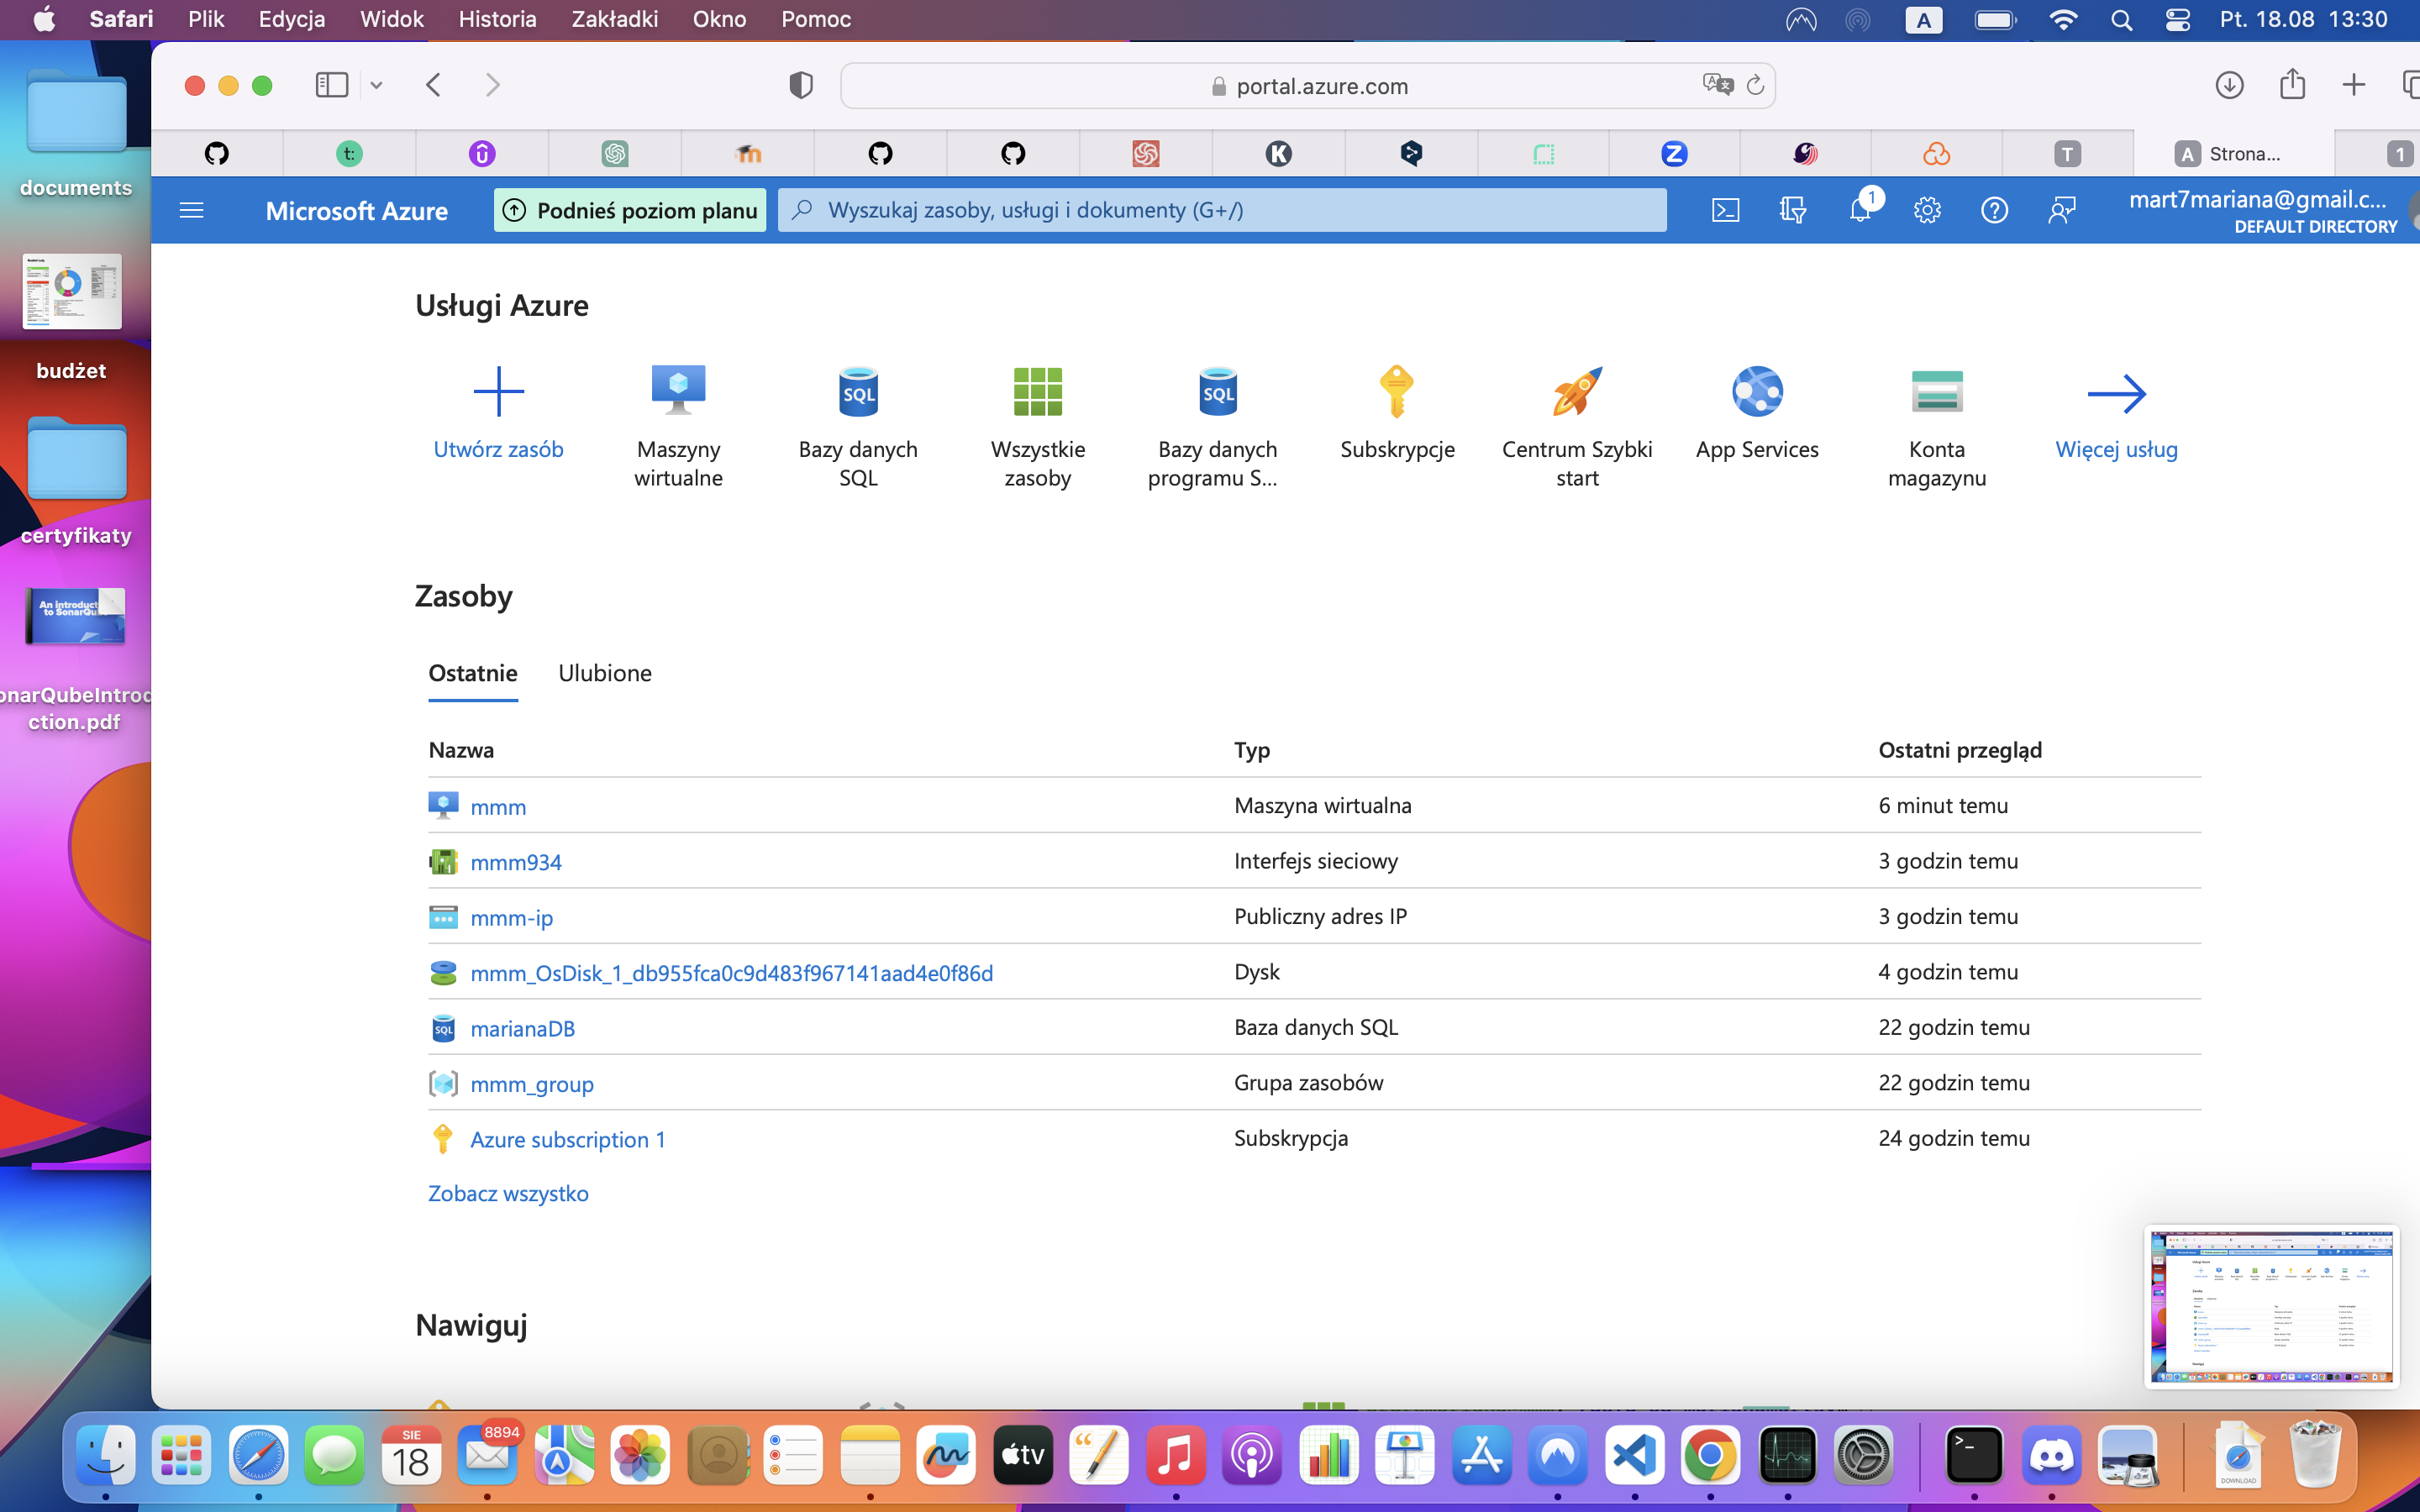 Safari Plik Edycja Widok Historia Zakładki Okno Pomoc
A
Pt. 18.08 13:30
portal.azure.com
t:
K
Z
T
A Strona...
1
Microsoft Azure
Podnieś poziom planu
Wyszukaj zasoby, usługi i dokumenty (G+/)
1
mart7mariana@gmail.c...
DEFAULT DIRECTORY
documents
budżet
certyfikaty
An introduct
to SonarQu
onarQubeIntrod
ction.pdf
Usługi Azure
Utwórz zasób
Maszyny
wirtualne
SQL
Bazy danych
SQL
Wszystkie
zasoby
SQL
Bazy danych
programu S...
Subskrypcje
Centrum Szybki
start
App Services
Konta
magazynu
Więcej usług
Zasoby
Ostatnie Ulubione
Nazwa Typ Ostatni przegląd
mmm Maszyna wirtualna 6 minut temu
mmm934 Interfejs sieciowy 3 godzin temu
mmm-ip Publiczny adres IP 3 godzin temu
mmm_OsDisk_1_db955fca0c9d483f967141aad4e0f86d Dysk 4 godzin temu
SQL marianaDB Baza danych SQL 22 godzin temu
mmm_group Grupa zasobów 22 godzin temu
Azure subscription 1 Subskrypcja 24 godzin temu
Zobacz wszystko
Nawiguj
SIE
18
8894
tv
DOWNLOAD